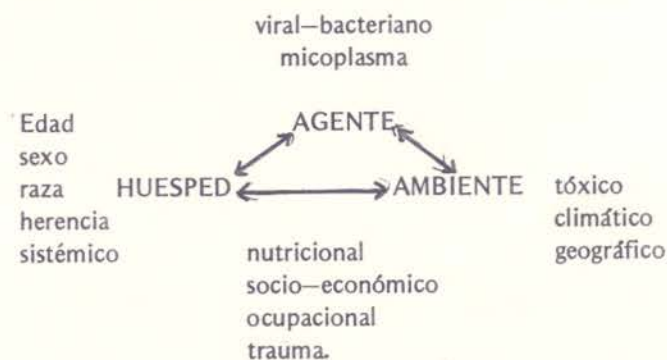 viral—bacteriano
micoplasma
AGENTE
Edad
sexo
raza
herencia
sistémico
HUESPED
AMBIENTE
tóxico
climático
geográfico
nutricional
socio—económico
ocupacional
trauma.